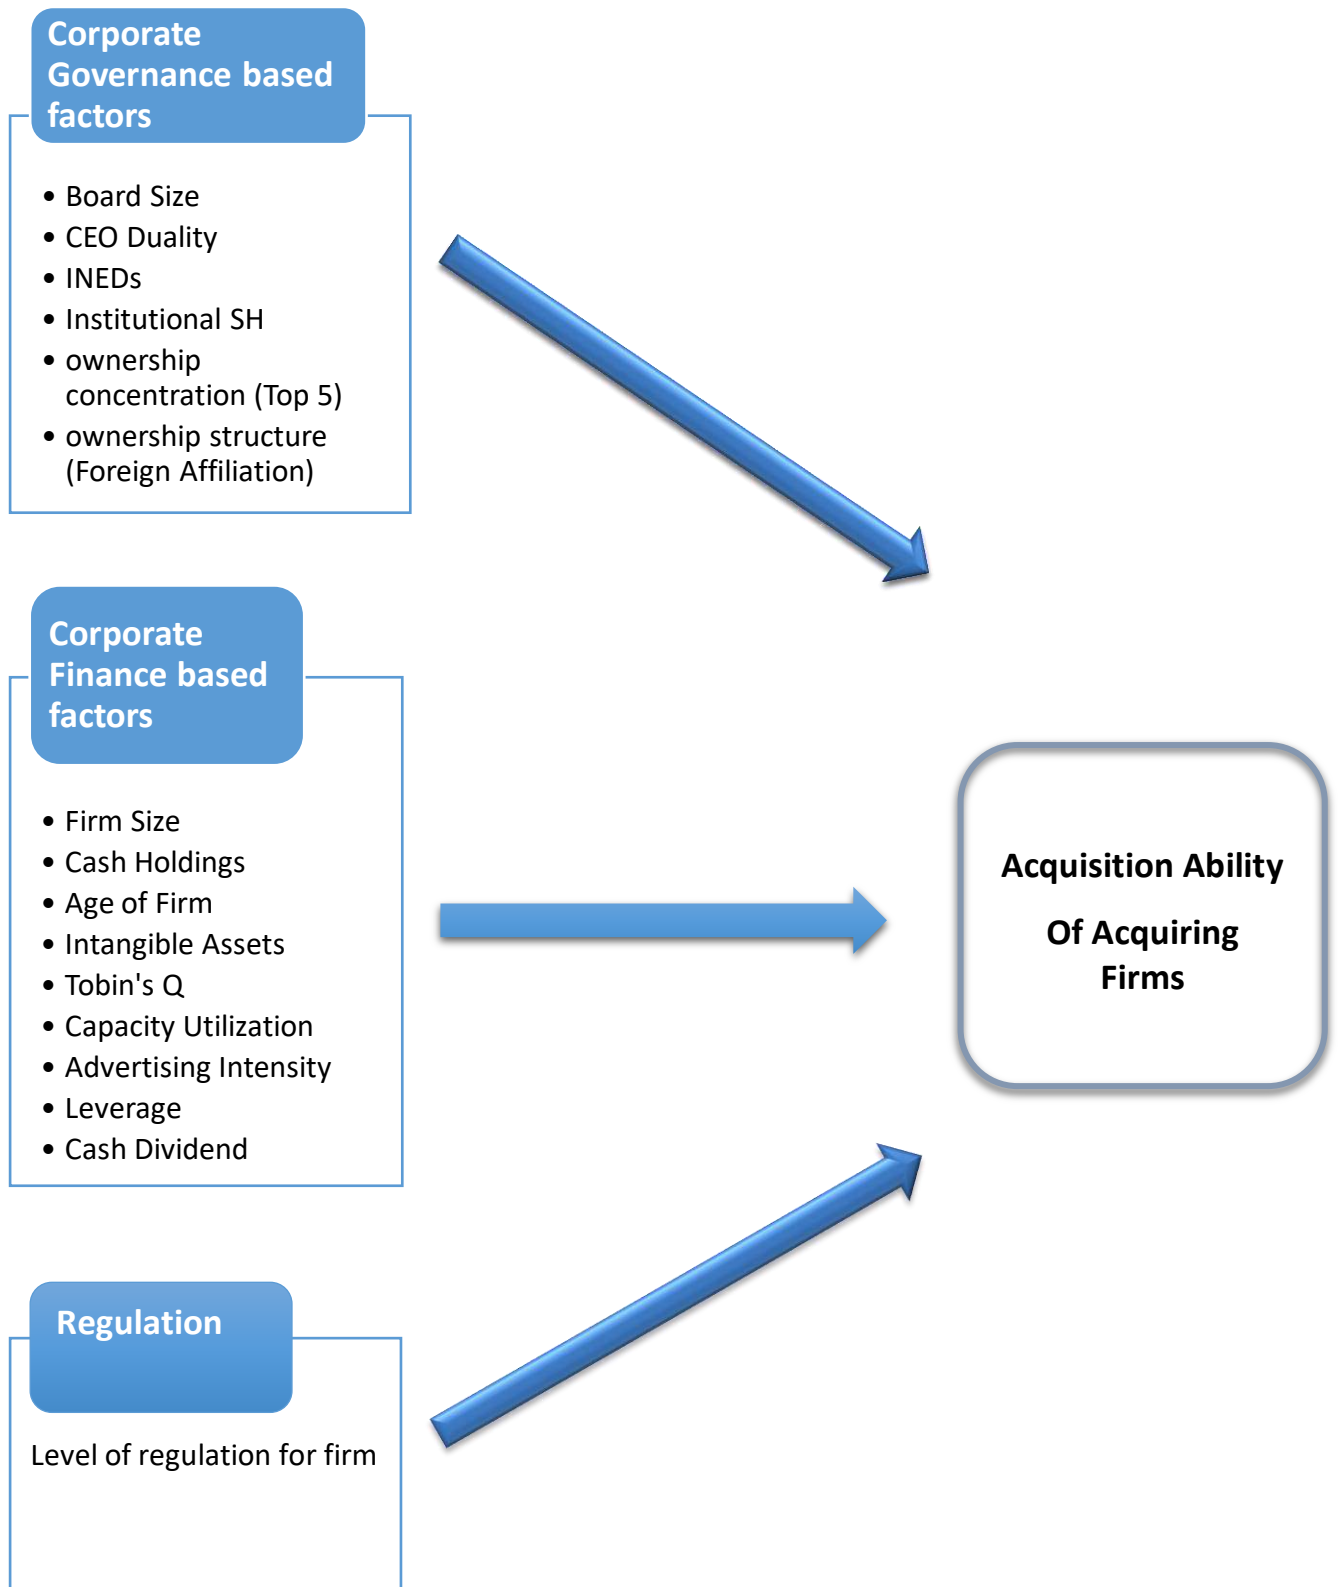 Corporate
Governance based
factors
• Board Size
• CEO Duality
• INEDs
• Institutional SH
• ownership
concentration (Top 5)
• ownership structure
(Foreign Affiliation)
Corporate
Finance based
factors
• Firm Size
• Cash Holdings
• Age of Firm
• Intangible Assets
• Tobin's Q
• Capacity Utilization
• Advertising Intensity
• Leverage
• Cash Dividend
Regulation
Level of regulation for firm
Acquisition Ability
Of Acquiring
Firms